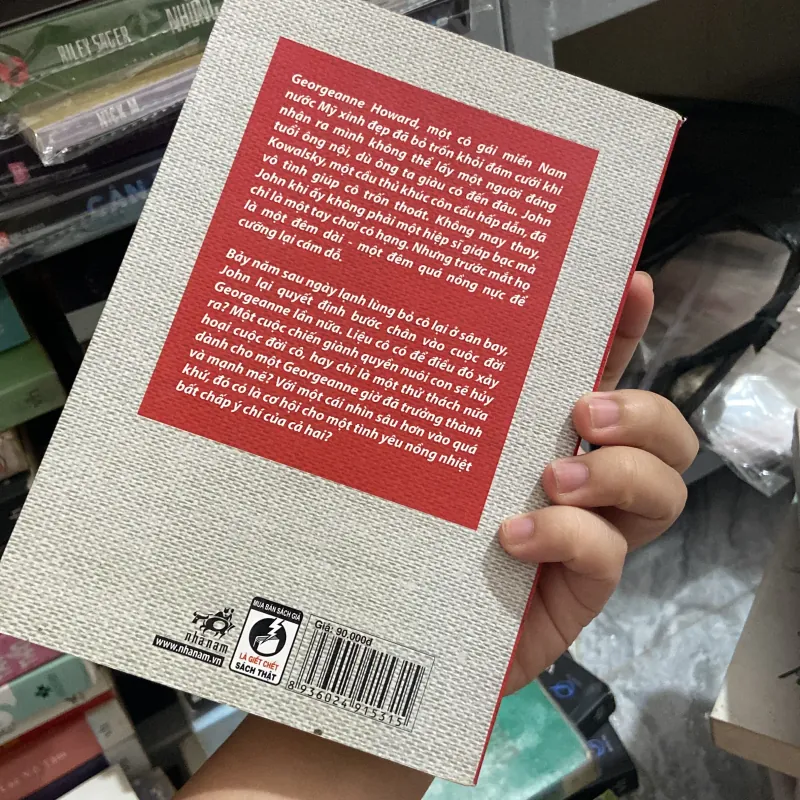 RILEY SAGER
NHỮNG
NICK M
Georgeanne Howard, một cô gái miền Nam
nước Mỹ xinh đẹp đã bỏ trốn khỏi đám cưới khi
nhận ra mình không thể lấy một người đáng
tuổi ông nội, dù ông ta giàu có đến đâu. John
Kowalsky, một cầu thủ khúc côn cầu hấp dẫn, đã
vô tình giúp cô trốn thoát. Không may thay,
John khi ấy không phải một hiệp sĩ giáp bạc mà
chỉ là một tay chơi có hạng. Nhưng trước mắt họ
là một đêm dài - một đêm quá nóng nực để
cưỡng lại cám dỗ.
Bảy năm sau ngày lạnh lùng bỏ cô lại ở sân bay,
John lại quyết định bước chân vào cuộc đời
Georgeanne lần nữa. Liệu cô có để điều đó xảy
ra? Một cuộc chiến giành quyền nuôi con sẽ hủy
hoại cuộc đời cô, hay chỉ là một thử thách nữa
dành cho một Georgeanne giờ đã trưởng thành
và mạnh mẽ? Với một cái nhìn sâu hơn vào quá
khứ, đó có là cơ hội cho một tình yêu nồng nhiệt
bất chấp ý chí của cả hai?
nhã nam
www.nhanam.vn
MUA BÁN SÁCH GIẢ
LÀ GIẾT CHẾT
SÁCH THẬT
Giá: 90.000đ
8936024915315